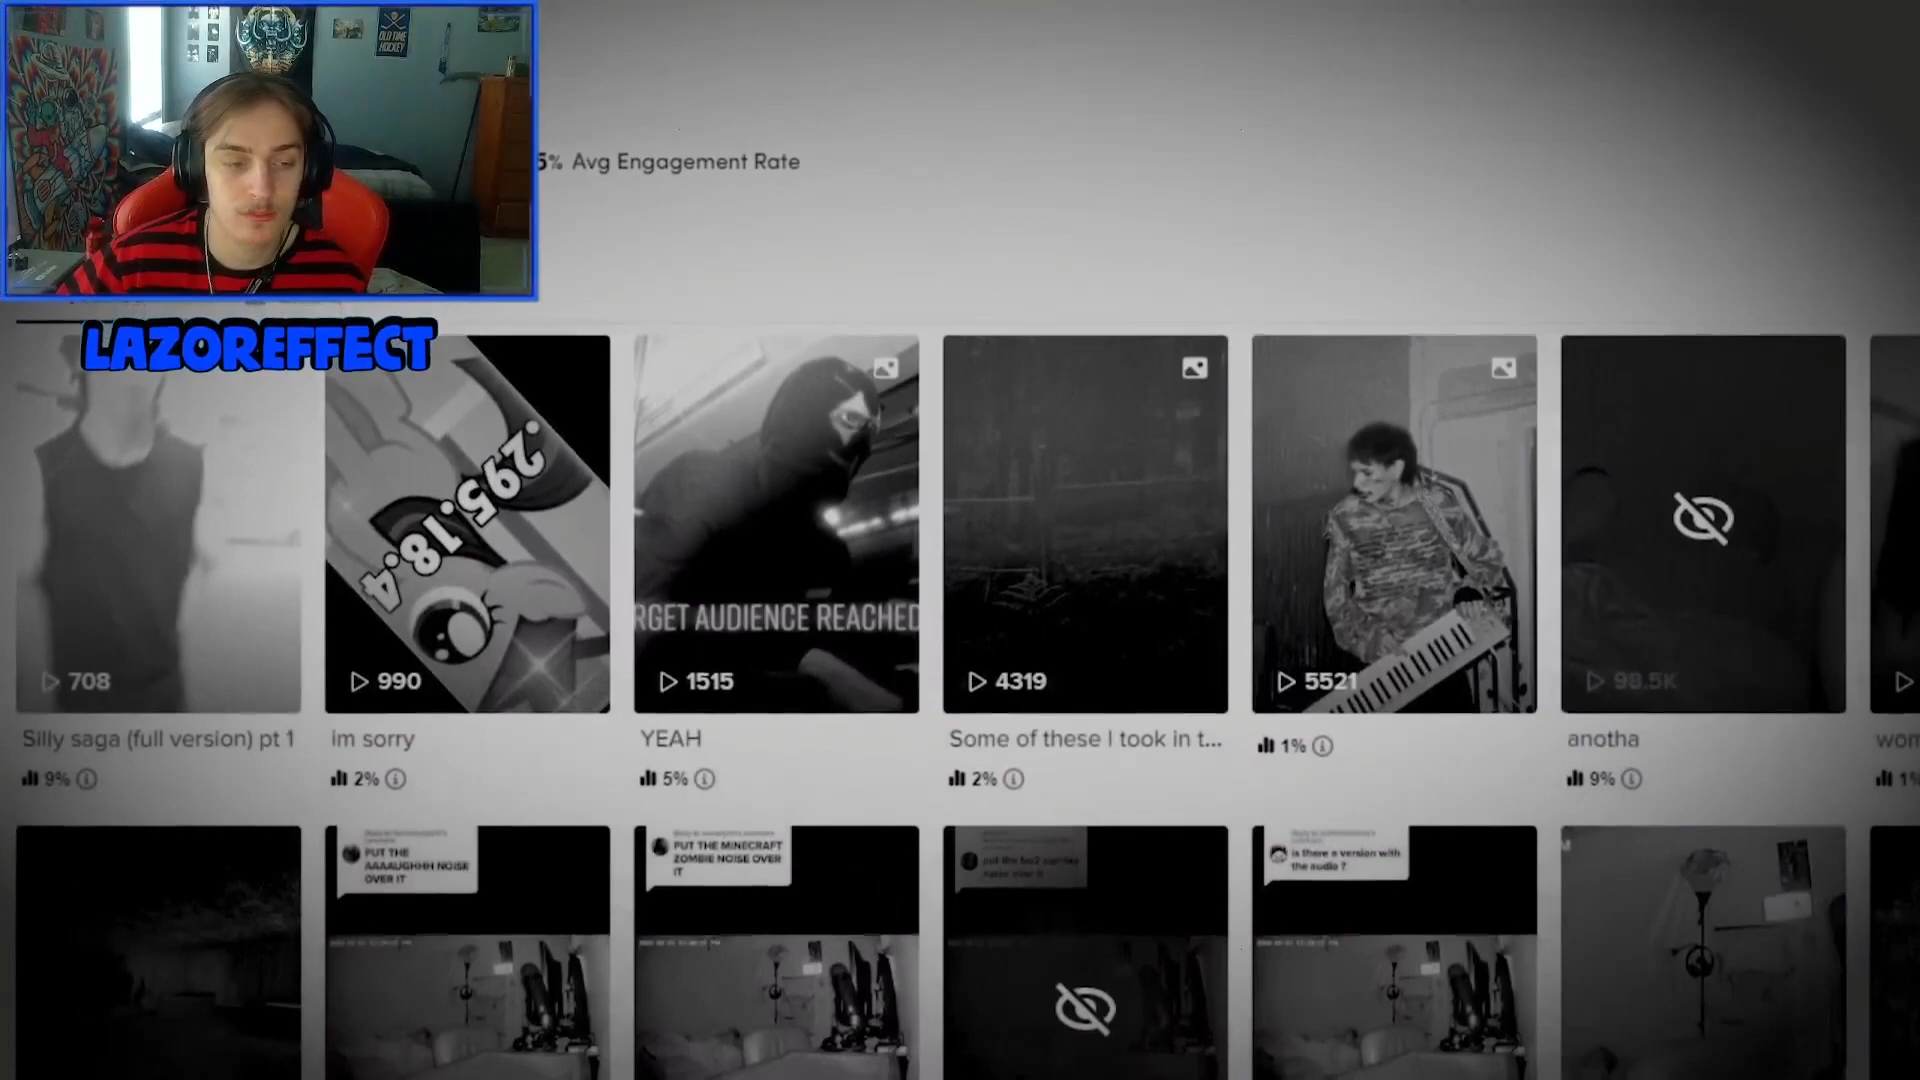 OLD TIME
HOCKEY
5% Avg Engagement Rate
LAZOREFFECT
.295.18.4
RGET AUDIENCE REACHED
708
990
1515
4319
5521
98.5K
Silly saga (full version) pt 1
im sorry
YEAH
Some of these I took in t...
anotha
wom
9%
2%
5%
2%
1%
9%
1%
PUT THE
AAAAUGHHH NOISE
OVER IT
PUT THE MINECRAFT
ZOMBIE NOISE OVER
IT
is there a version with
the audio ?